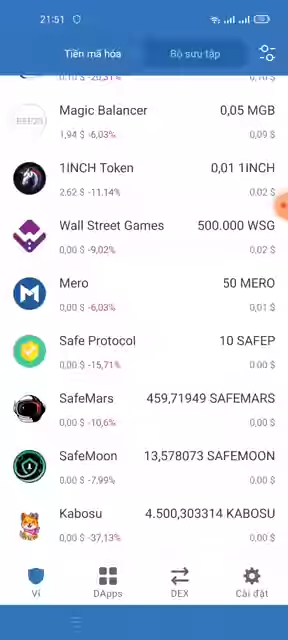 21:51
Tiền mã hóa
Bộ sưu tập
Magic Balancer 0,05 MGB
1,94 $ -6,03% 0,09 $
1INCH Token 0,01 1INCH
2.62 $ -11.14% 0.02 $
Wall Street Games 500.000 WSG
0,00 $ -9,02% 0,02 $
Mero 50 MERO
0,00 $ -6,03% 0,01 $
Safe Protocol 10 SAFEP
0,00 $ -15,71% 0,00 $
SafeMars 459,71949 SAFEMARS
0,00 $ -10,6% 0,00 $
SafeMoon 13,578073 SAFEMOON
0.00 $ -7.99% 0.00 $
Kabosu 4.500,303314 KABOSU
0,00 $ -37,13% 0,00 $
Ví
DApps
DEX
Cài đặt